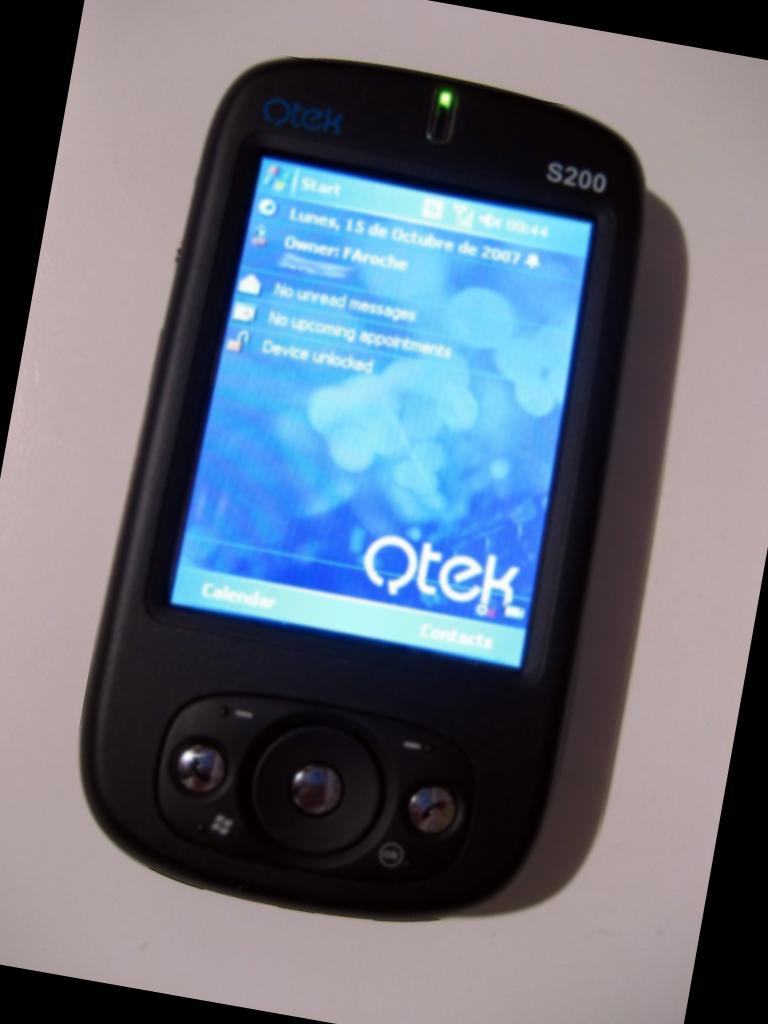 Qtek
S200
Start 00:44
Lunes, 15 de Octubre de 2007
Owner: FAroche
No unread messages
No upcoming appointments
Device unlocked
Qtek
Calendar Contacts